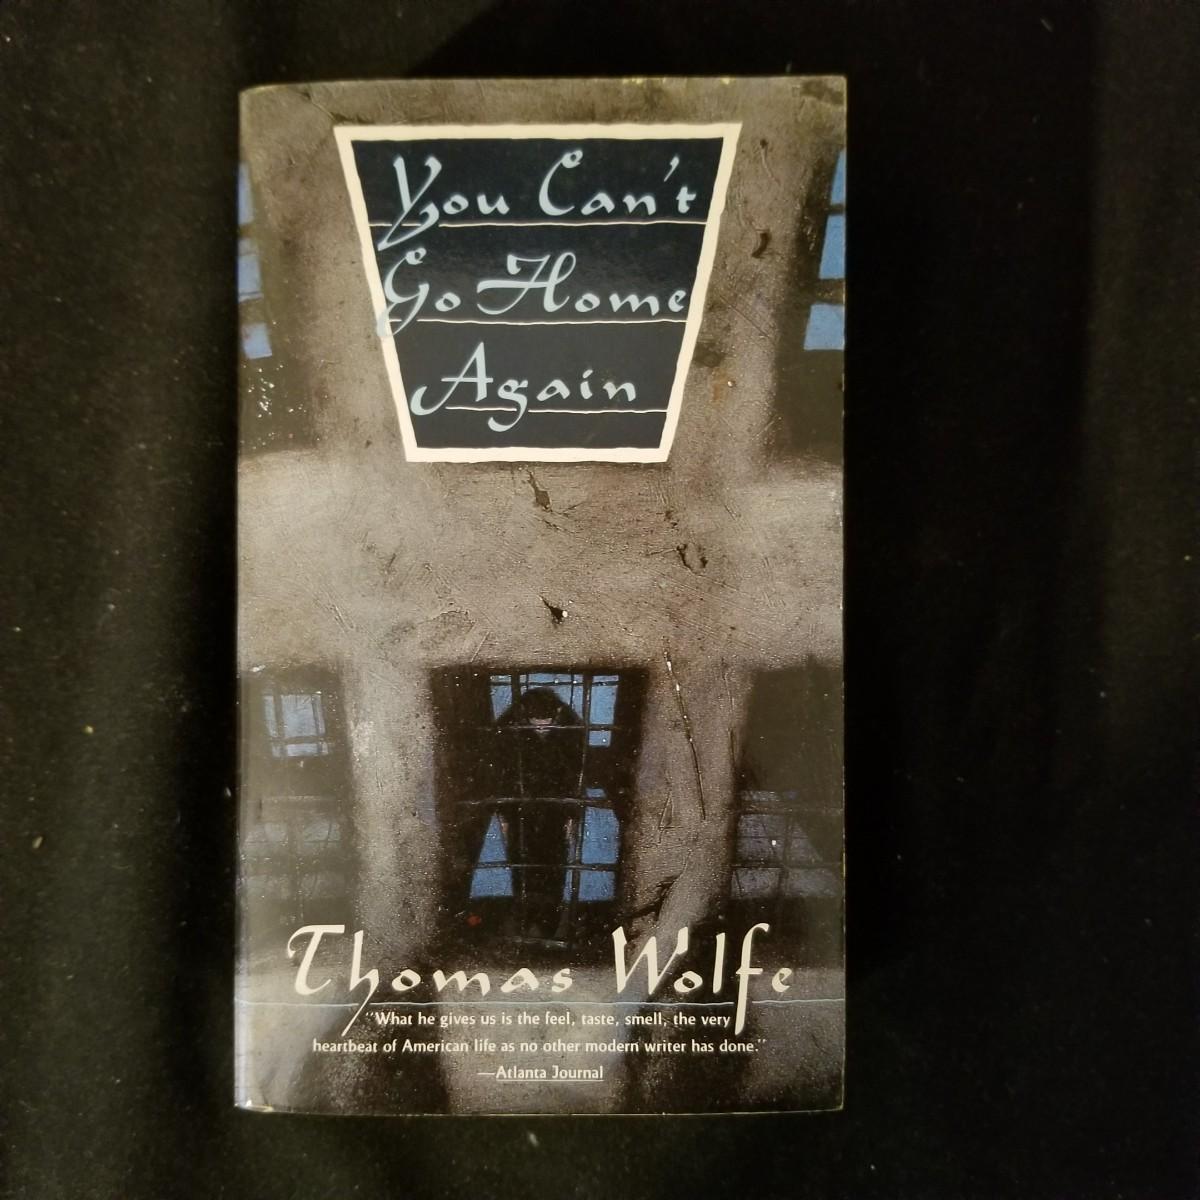 You Can't
Go Home
Again
Thomas Wolfe
"What he gives us is the feel, taste, smell, the very
heartbeat of American life as no other modern writer has done."
—Atlanta Journal